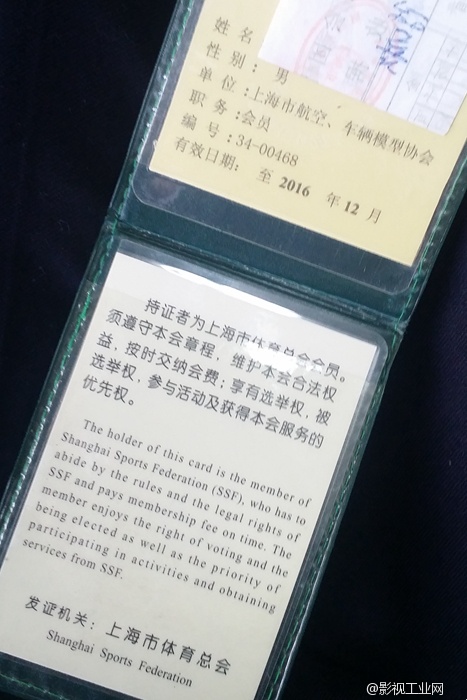 姓名
性别：男
单位：上海市航空、车辆模型协会
职务：会员
编号：34-00468
有效日期：至 2016 年 12 月
持证者为上海市体育总会会员。
须遵守本会章程，维护本会合法权
益，按时交纳会费；享有选举权，被
选举权，参与活动及获得本会服务的
优先权。
The holder of this card is the member of
Shanghai Sports Federation (SSF), who has to
abide by the rules and the legal rights of
SSF and pays membership fee on time. The
member enjoys the right of voting and the
being elected as well as the priority of
participating in activities and obtaining
services from SSF.
发证机关：上海市体育总会
Shanghai Sports Federation
@影视工业网